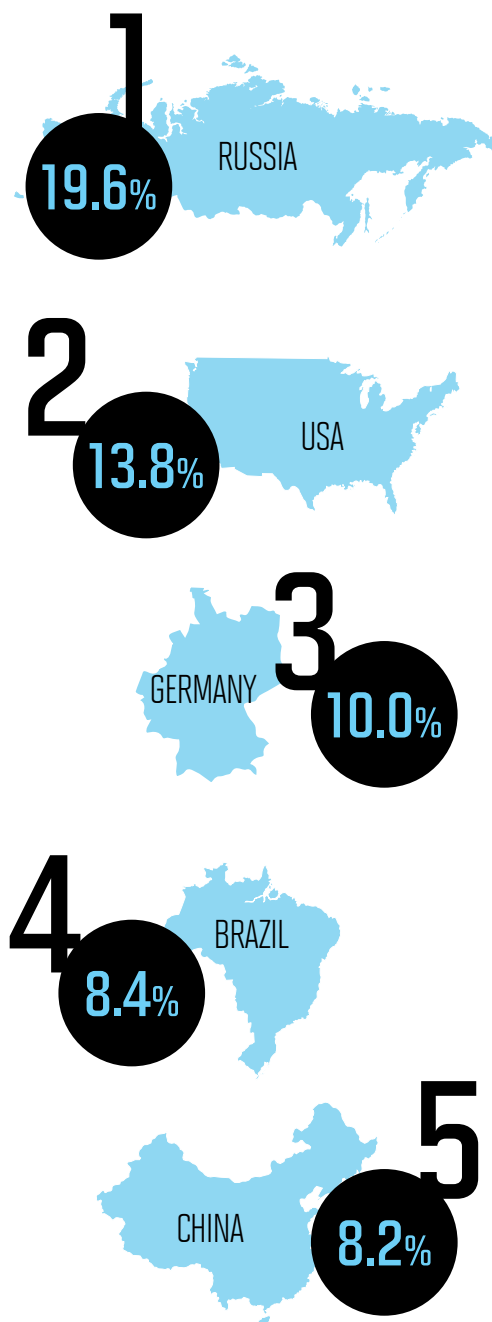 1
RUSSIA
19.6%
2
USA
13.8%
3
GERMANY
10.0%
4
BRAZIL
8.4%
5
CHINA
8.2%